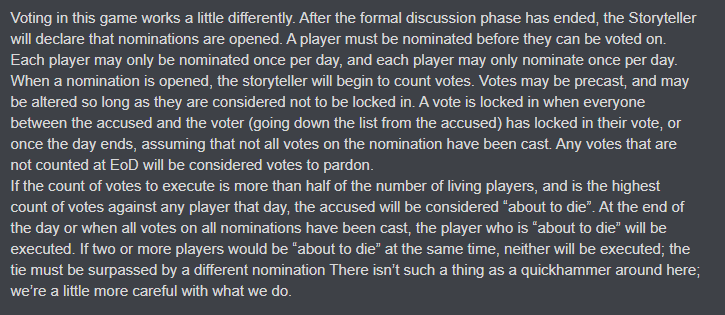 Voting in this game works a little differently. After the formal discussion phase has ended, the Storyteller
will declare that nominations are opened. A player must be nominated before they can be voted on.
Each player may only be nominated once per day, and each player may only nominate once per day.
When a nomination is opened, the storyteller will begin to count votes. Votes may be precast, and may
be altered so long as they are considered not to be locked in. A vote is locked in when everyone
between the accused and the voter (going down the list from the accused) has locked in their vote, or
once the day ends, assuming that not all votes on the nomination have been cast. Any votes that are
not counted at EoD will be considered votes to pardon.
If the count of votes to execute is more than half of the number of living players, and is the highest
count of votes against any player that day, the accused will be considered “about to die”. At the end of
the day or when all votes on all nominations have been cast, the player who is “about to die” will be
executed. If two or more players would be “about to die” at the same time, neither will be executed; the
tie must be surpassed by a different nomination There isn’t such a thing as a quickhammer around here;
we’re a little more careful with what we do.